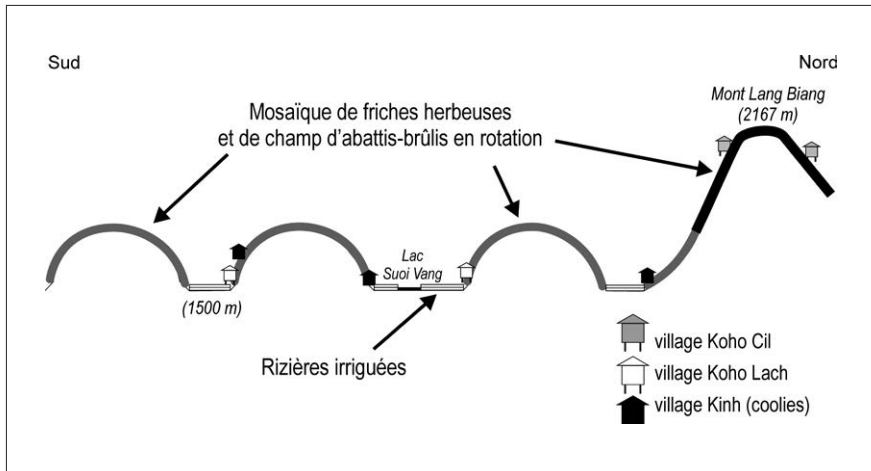 Sud
Nord
Mont Lang Biang
(2167 m)
Mosaïque de friches herbeuses
et de champ d'abattis-brûlis en rotation
Lac
Suoi Vang
(1500 m)
Rizières irriguées
village Koho Cil
village Koho Lach
village Kinh (coolies)